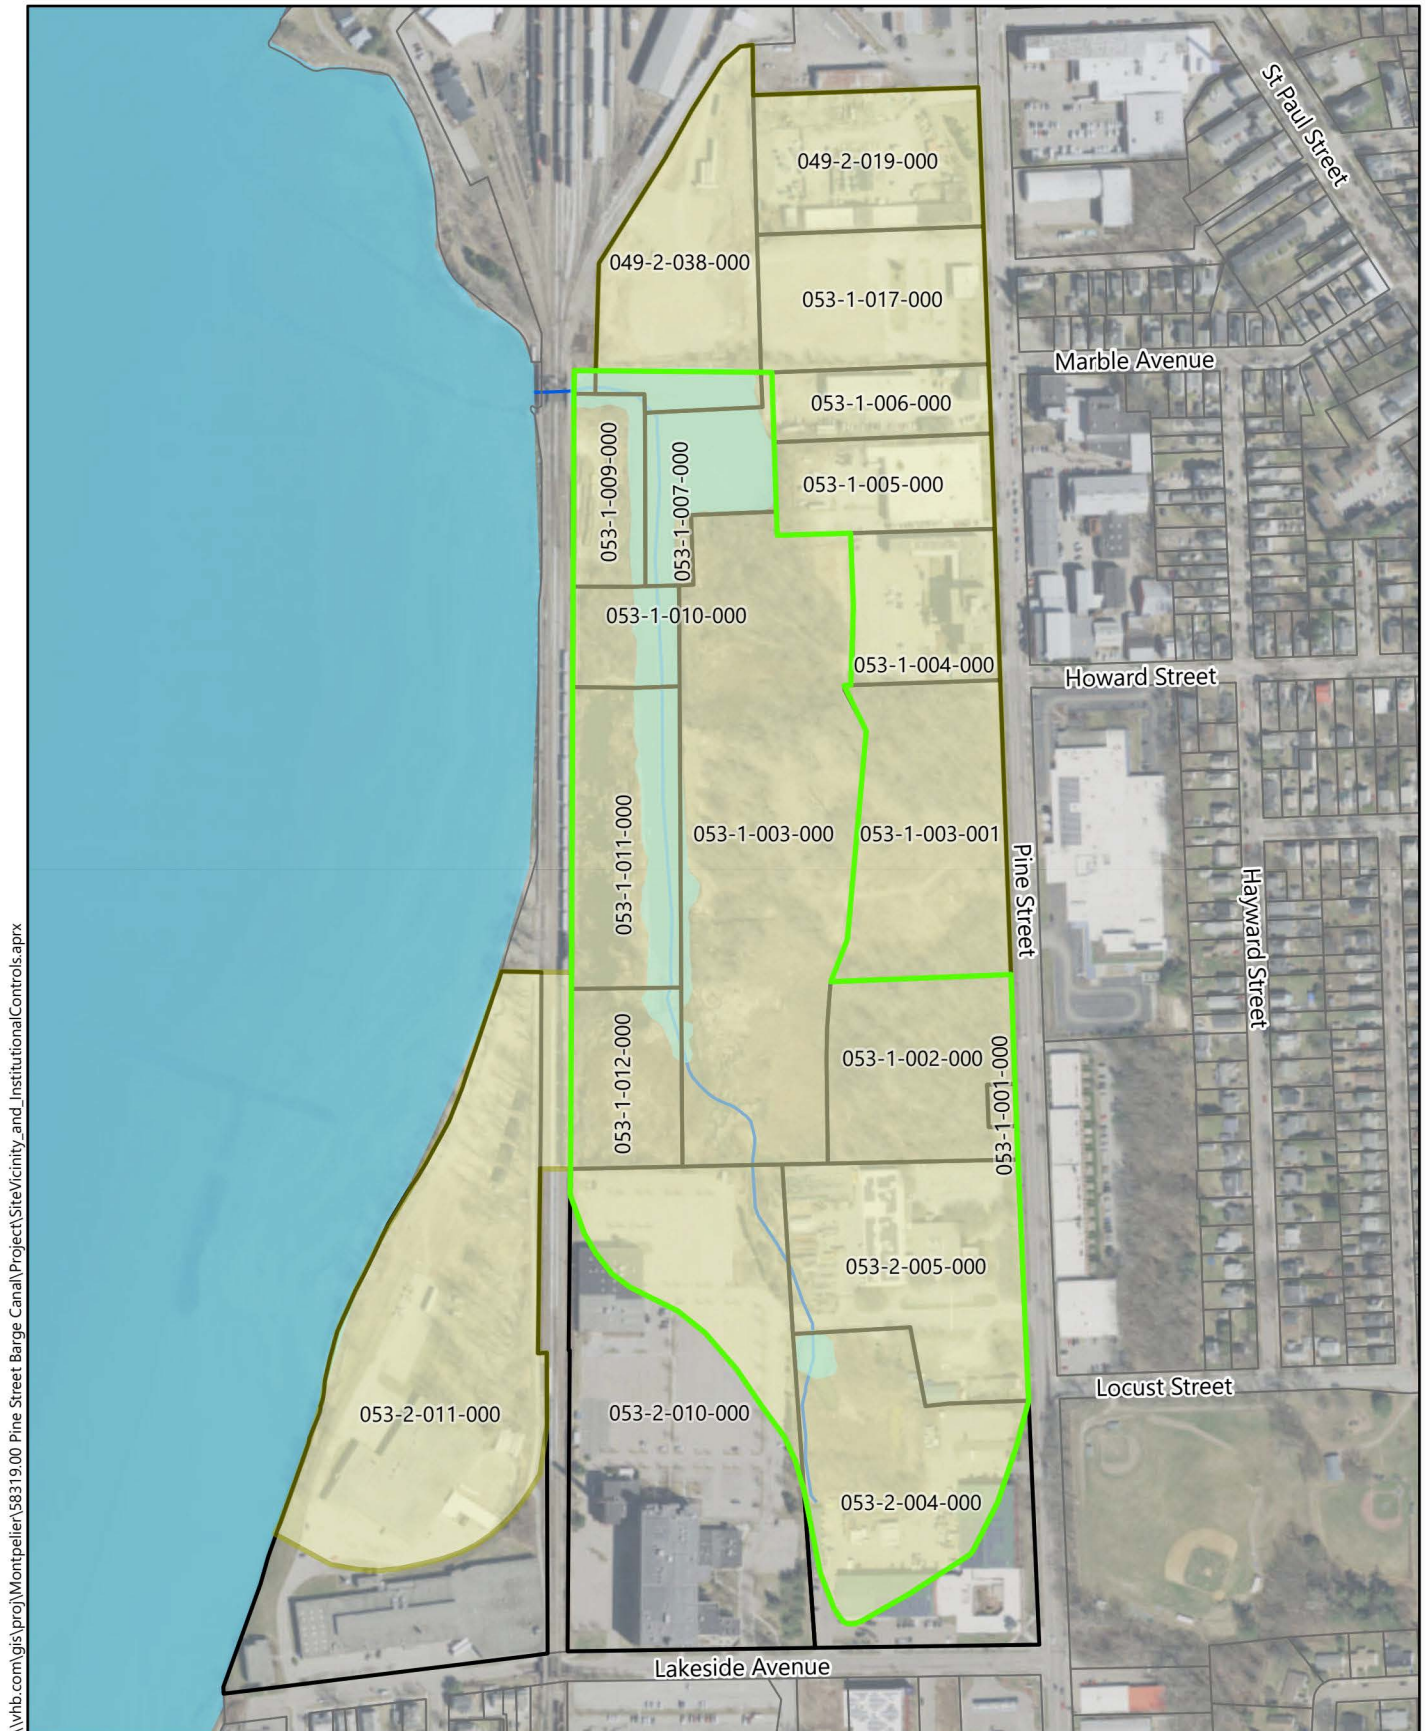 St Paul Street
049-2-019-000
049-2-038-000
053-1-017-000
Marble Avenue
053-1-006-000
053-1-009-000
053-1-007-000
053-1-005-000
053-1-010-000
053-1-004-000
Howard Street
053-1-011-000
053-1-003-000
053-1-003-001
Pine Street
Hayward Street
053-1-012-000
053-1-002-000
053-1-001-000
053-2-005-000
Locust Street
053-2-011-000
053-2-010-000
053-2-004-000
Lakeside Avenue
\\vhb.com\gis\proj\Montpelier\58319.00 Pine Street Barge Canal\Project\SiteVicinity_and_InstitutionalControls.aprx